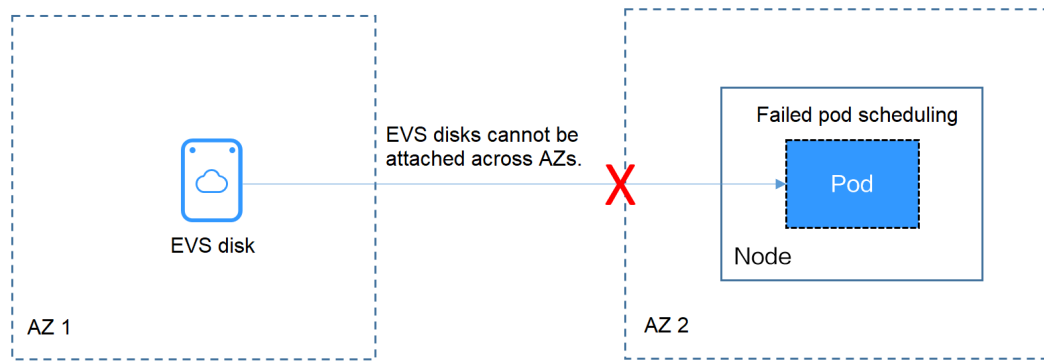 Failed pod scheduling
EVS disks cannot be
attached across AZs.
X
Pod
EVS disk
Node
AZ 1
AZ 2